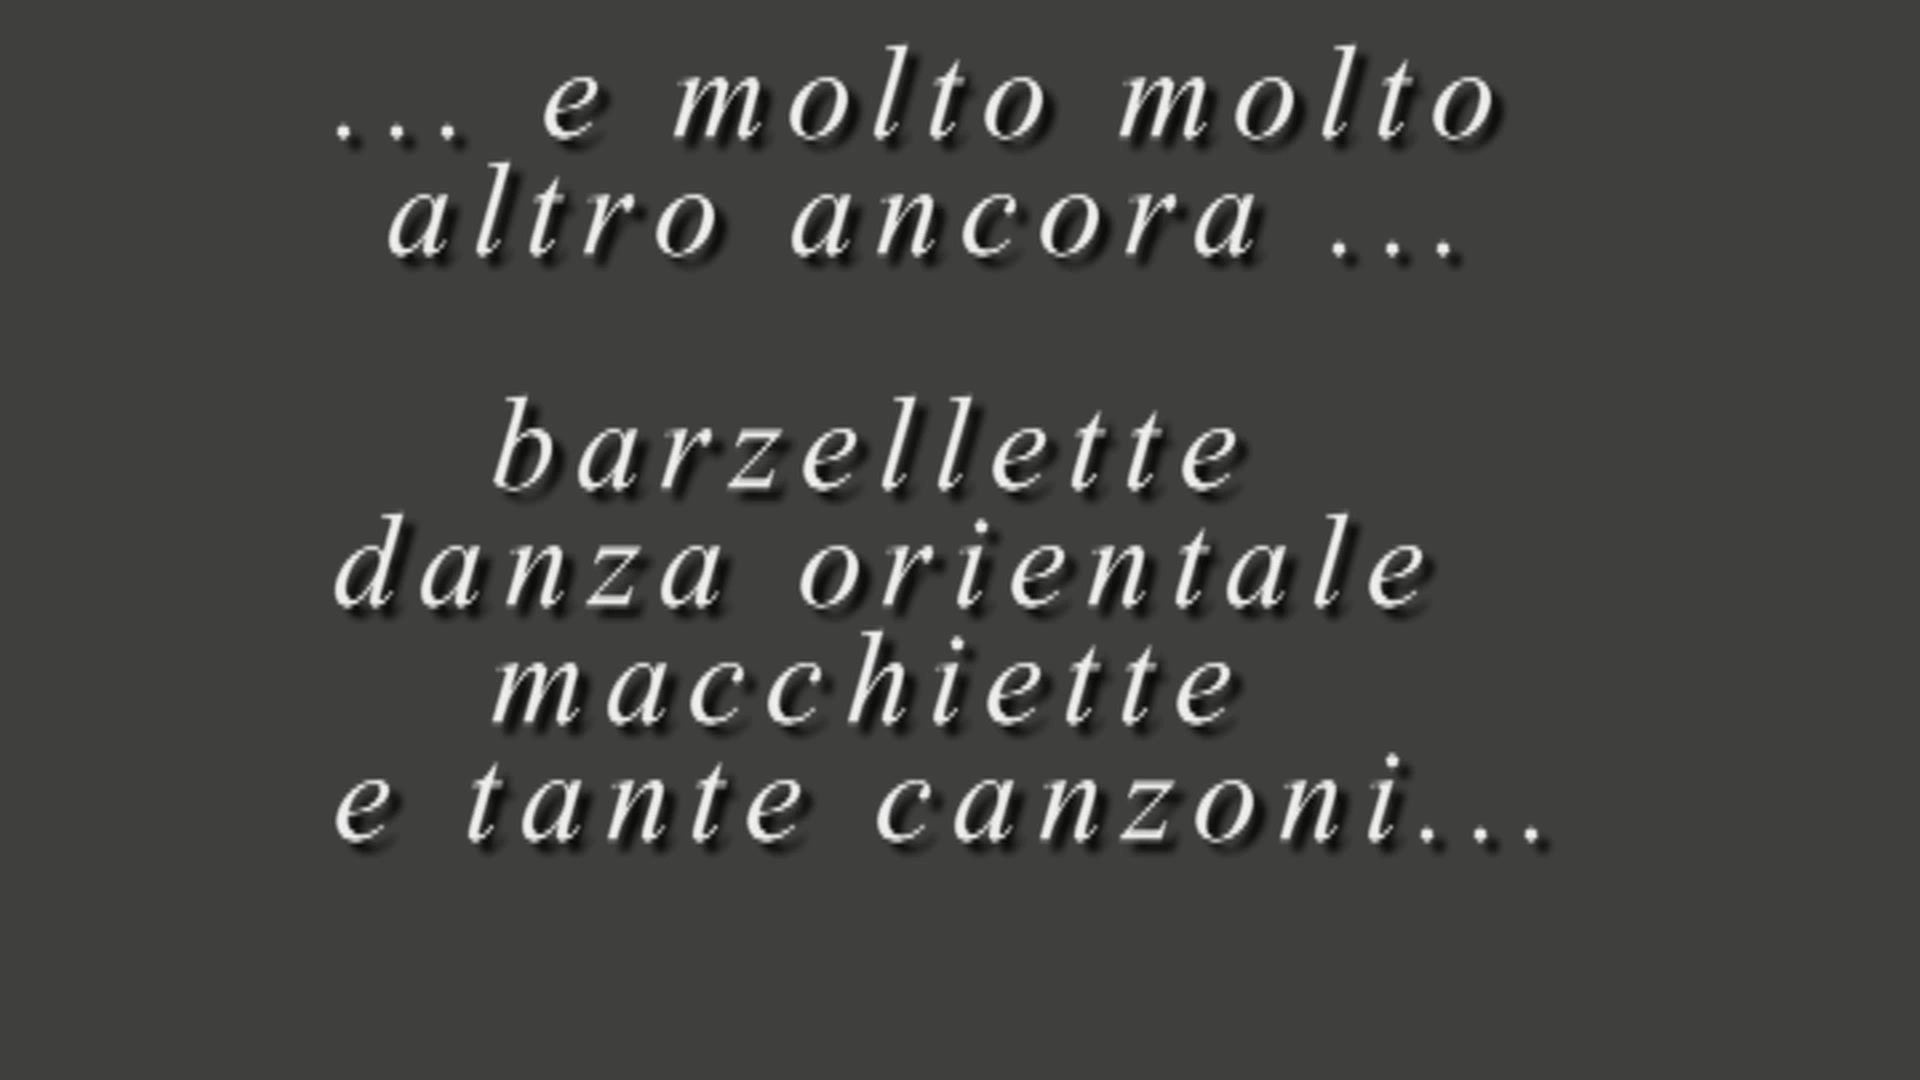 ... e molto molto
altro ancora ...
barzellette
danza orientale
macchiette
e tante canzoni...